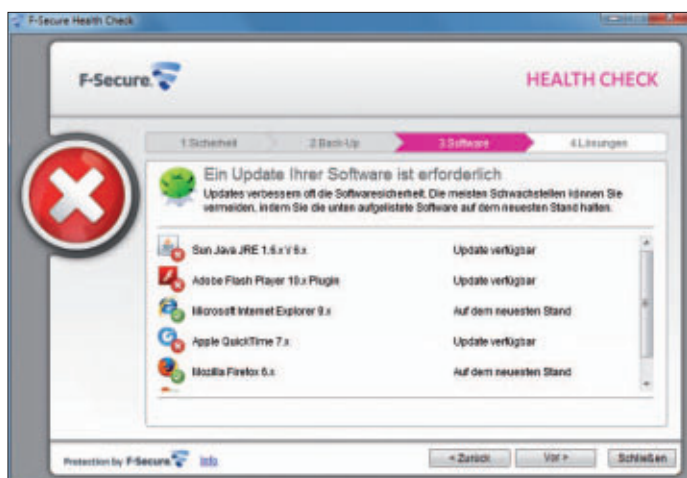 F-Secure Health Check
F-Secure.
HEALTH CHECK
1.Sicherheit 2.Back-Up 3.Software 4.Lösungen
Ein Update Ihrer Software ist erforderlich
Updates verbessern oft die Softwaresicherheit. Die meisten Schwachstellen können Sie
vermeiden, indem Sie die unten aufgelistete Software auf dem neuesten Stand halten.
Sun Java JRE 1.6.x V 6.x Update verfügbar
Adobe Flash Player 10.x Plugin Update verfügbar
Microsoft Internet Explorer 9.x Auf dem neuesten Stand
Apple QuickTime 7.x Update verfügbar
Mozilla Firefox 6.x Auf dem neuesten Stand
Protection by F-Secure. Info
< Zurück Vor > Schließen